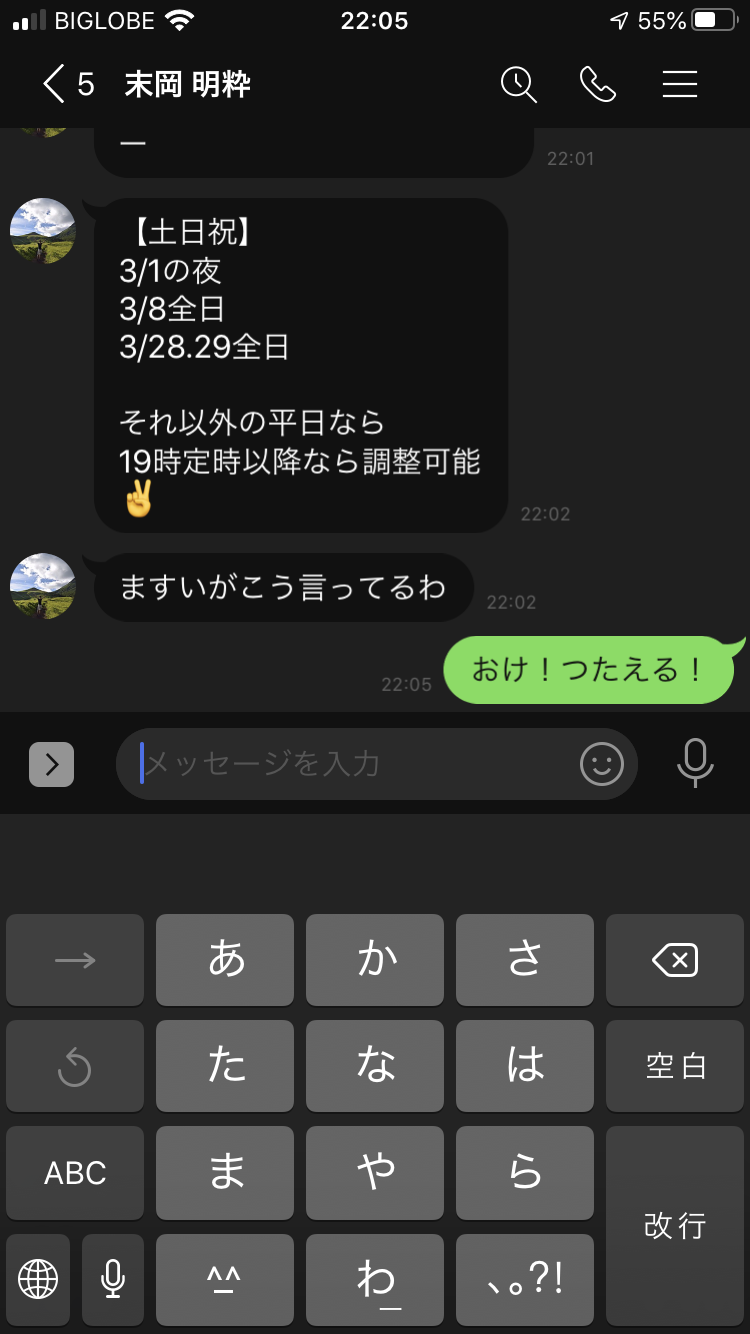 BIGLOBE 22:05 55%
5 末岡 明粋
ー
22:01
【土日祝】
3/1の夜
3/8全日
3/28.29全日
それ以外の平日なら
19時定時以降なら調整可能
✌
22:02
ますいがこう言ってるわ
22:02
おけ！つたえる！
22:05
メッセージを入力
→ あ か さ
た な は 空白
ABC ま や ら 改行
^_^ わ_ 、。?!